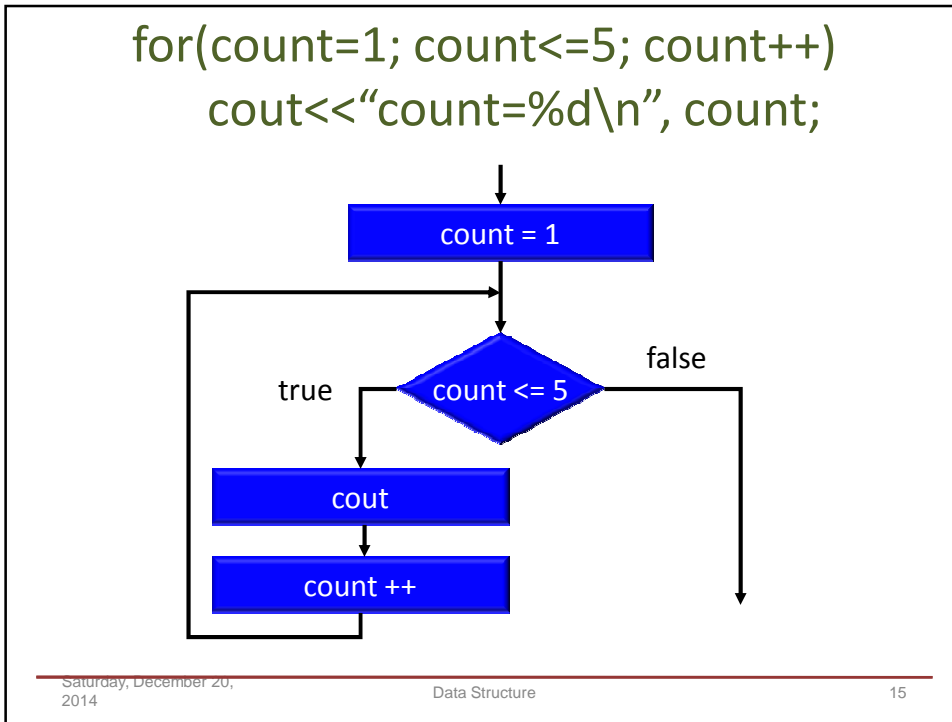 for(count=1; count<=5; count++)
cout<<“count=%d\n”, count;
count = 1
count <= 5
true
false
cout
count ++
Saturday, December 20,
2014
Data Structure
15